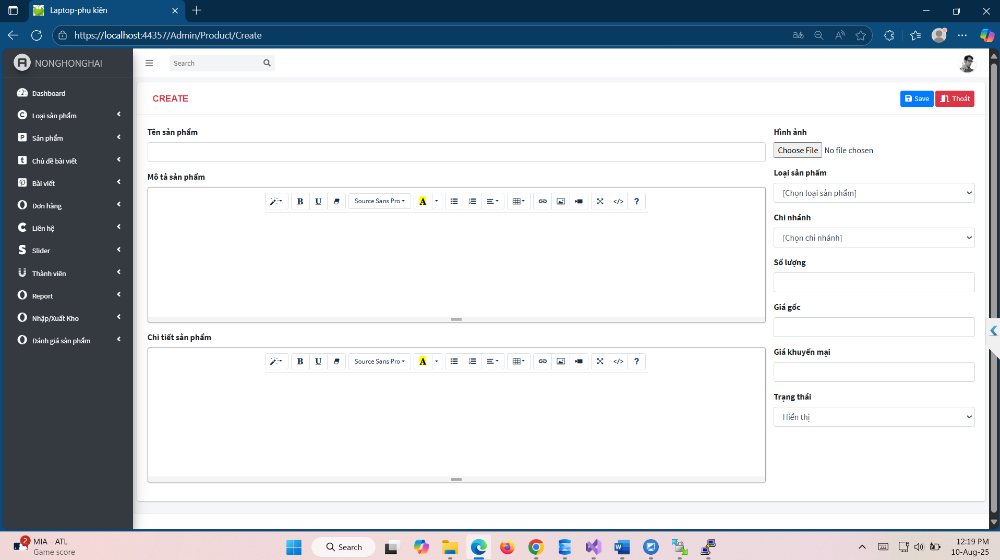 Laptop-phụ kiện
https://localhost:44357/Admin/Product/Create
NONGHONGHAI
Search
Dashboard
Loại sản phẩm
Sản phẩm
Chủ đề bài viết
Bài viết
Đơn hàng
Liên hệ
Slider
Thành viên
Report
Nhập/Xuất Kho
Đánh giá sản phẩm
CREATE
Save
Thoát
Tên sản phẩm
Mô tả sản phẩm
B U Source Sans Pro A </> ?
Chi tiết sản phẩm
B U Source Sans Pro A </> ?
Hình ảnh
Choose File No file chosen
Loại sản phẩm
[Chọn loại sản phẩm]
Chi nhánh
[Chọn chi nhánh]
Số lượng
Giá gốc
Giá khuyến mại
Trạng thái
Hiển thị
2
MIA - ATL
Game score
Search
12:19 PM
10-Aug-25